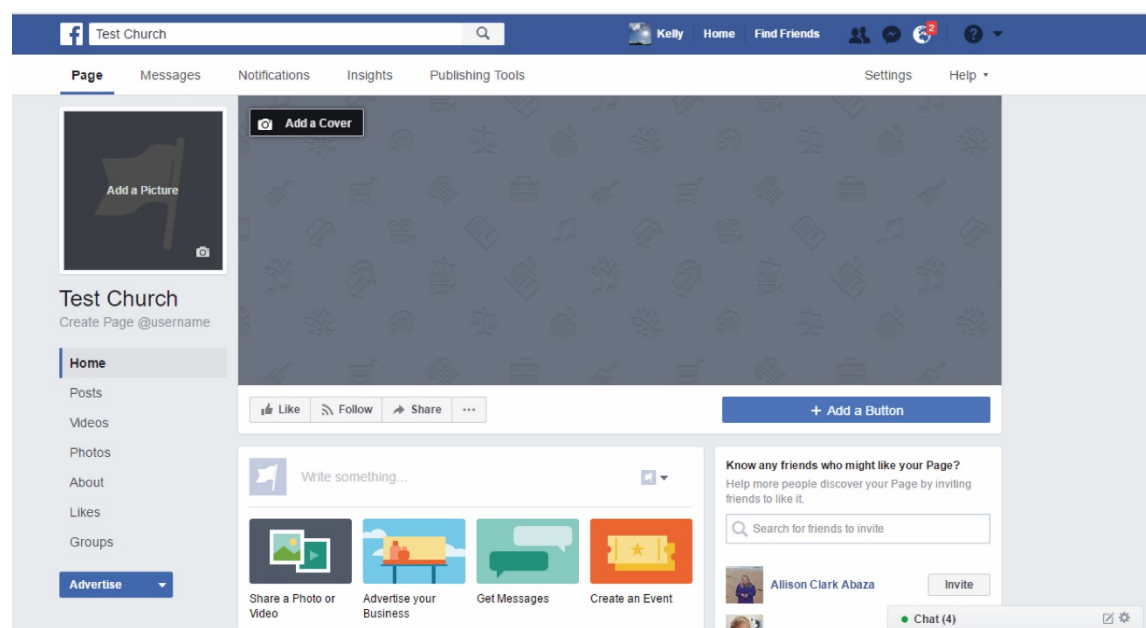 f
Test Church
Kelly Home Find Friends
2
?
Page Messages Notifications Insights Publishing Tools Settings Help
Add a Cover
Add a Picture
Test Church
Create Page @username
Home
Posts
Videos
Photos
About
Likes
Groups
Advertise
Like Follow Share ...
+ Add a Button
Write something...
Share a Photo or
Video
Advertise your
Business
Get Messages
Create an Event
Know any friends who might like your Page?
Help more people discover your Page by inviting
friends to like it.
Search for friends to invite
Allison Clark Abaza Invite
Chat (4)